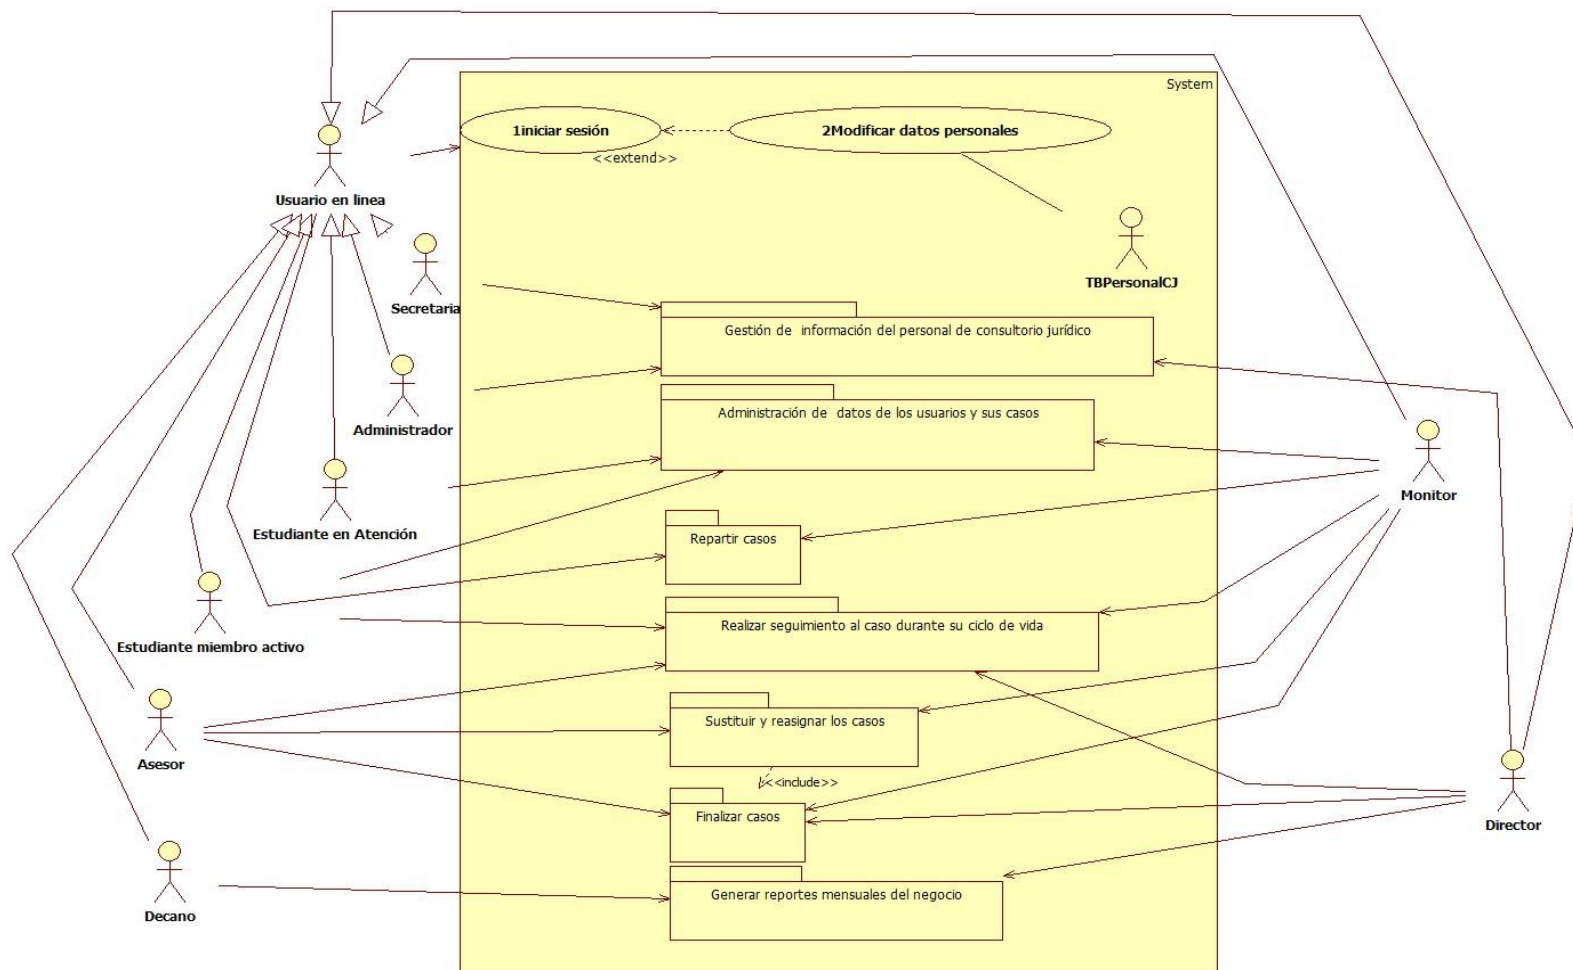 System
1iniciar sesión
2Modificar datos personales
<<extend>>
Usuario en linea
TBPersonalCJ
Secretaria
Gestión de información del personal de consultorio jurídico
Administrador
Administración de datos de los usuarios y sus casos
Monitor
Estudiante en Atención
Repartir casos
Estudiante miembro activo
Realizar seguimiento al caso durante su ciclo de vida
Sustituir y reasignar los casos
Asesor
<<include>>
Finalizar casos
Director
Generar reportes mensuales del negocio
Decano